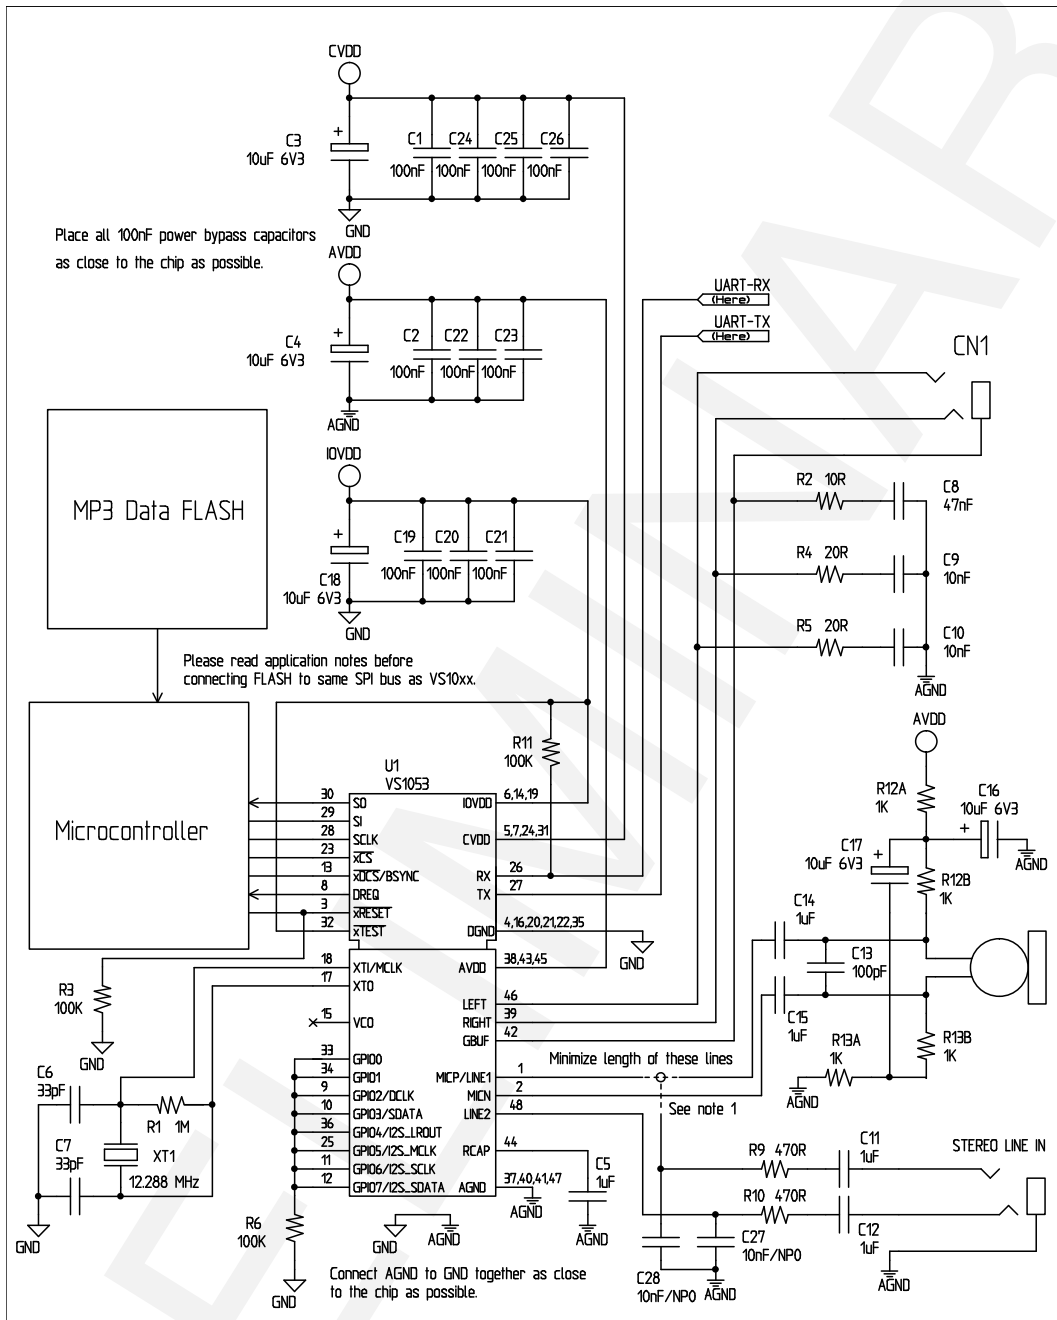 CVDD
C3
10uF 6V3
+
C1 C24 C25 C26
100nF 100nF 100nF 100nF
GND
Place all 100nF power bypass capacitors
as close to the chip as possible.
AVDD
C4
10uF 6V3
+
C2 C22 C23
100nF 100nF 100nF
AGND
UART-RX
(Here)
UART-TX
(Here)
CN1
IOVDD
+
C18
10uF 6V3
C19 C20 C21
100nF 100nF 100nF
GND
MP3 Data FLASH
R2 10R
C8
47nF
R4 20R
C9
10nF
R5 20R
C10
10nF
AGND
Please read application notes before
connecting FLASH to same SPI bus as VS10xx.
Microcontroller
R11
100K
U1
VS1053
30 SO
29 SI
28 SCLK
23 xCS
13 xDCS/BSYNC
8 DREQ
3 xRESET
32 xTEST
IOVDD 6,14,19
CVDD 5,7,24,31
RX 26
TX 27
DGND 4,16,20,21,22,35
GND
18 XTI/MCLK
17 XTO
15 VCO
33 GPIO0
34 GPIO1
9 GPIO2/DCLK
10 GPIO3/SDATA
36 GPIO4/I2S_LROUT
25 GPIO5/I2S_MCLK
11 GPIO6/I2S_SCLK
12 GPIO7/I2S_SDATA
AVDD 38,43,45
LEFT 46
RIGHT 39
GBUF 42
MICP/LINE1 1
MICN 2
LINE2 48
RCAP 44
AGND 37,40,41,47
AGND
C5
1uF
AGND
AVDD
R12A
1K
C16
10uF 6V3
+
AGND
C17
10uF 6V3
+
R12B
1K
C14
1uF
C13
100pF
C15
1uF
R13A
1K
R13B
1K
AGND
Minimize length of these lines
See note 1
R3
100K
GND
C6
33pF
R1 1M
C7
33pF
XT1
12.288 MHz
GND
R6
100K
GND
GND AGND
Connect AGND to GND together as close
to the chip as possible.
R9 470R
C11
1uF
STEREO LINE IN
R10 470R
C12
1uF
C27
10nF/NP0
C28
10nF/NP0
AGND
AGND
PRELIMINAR